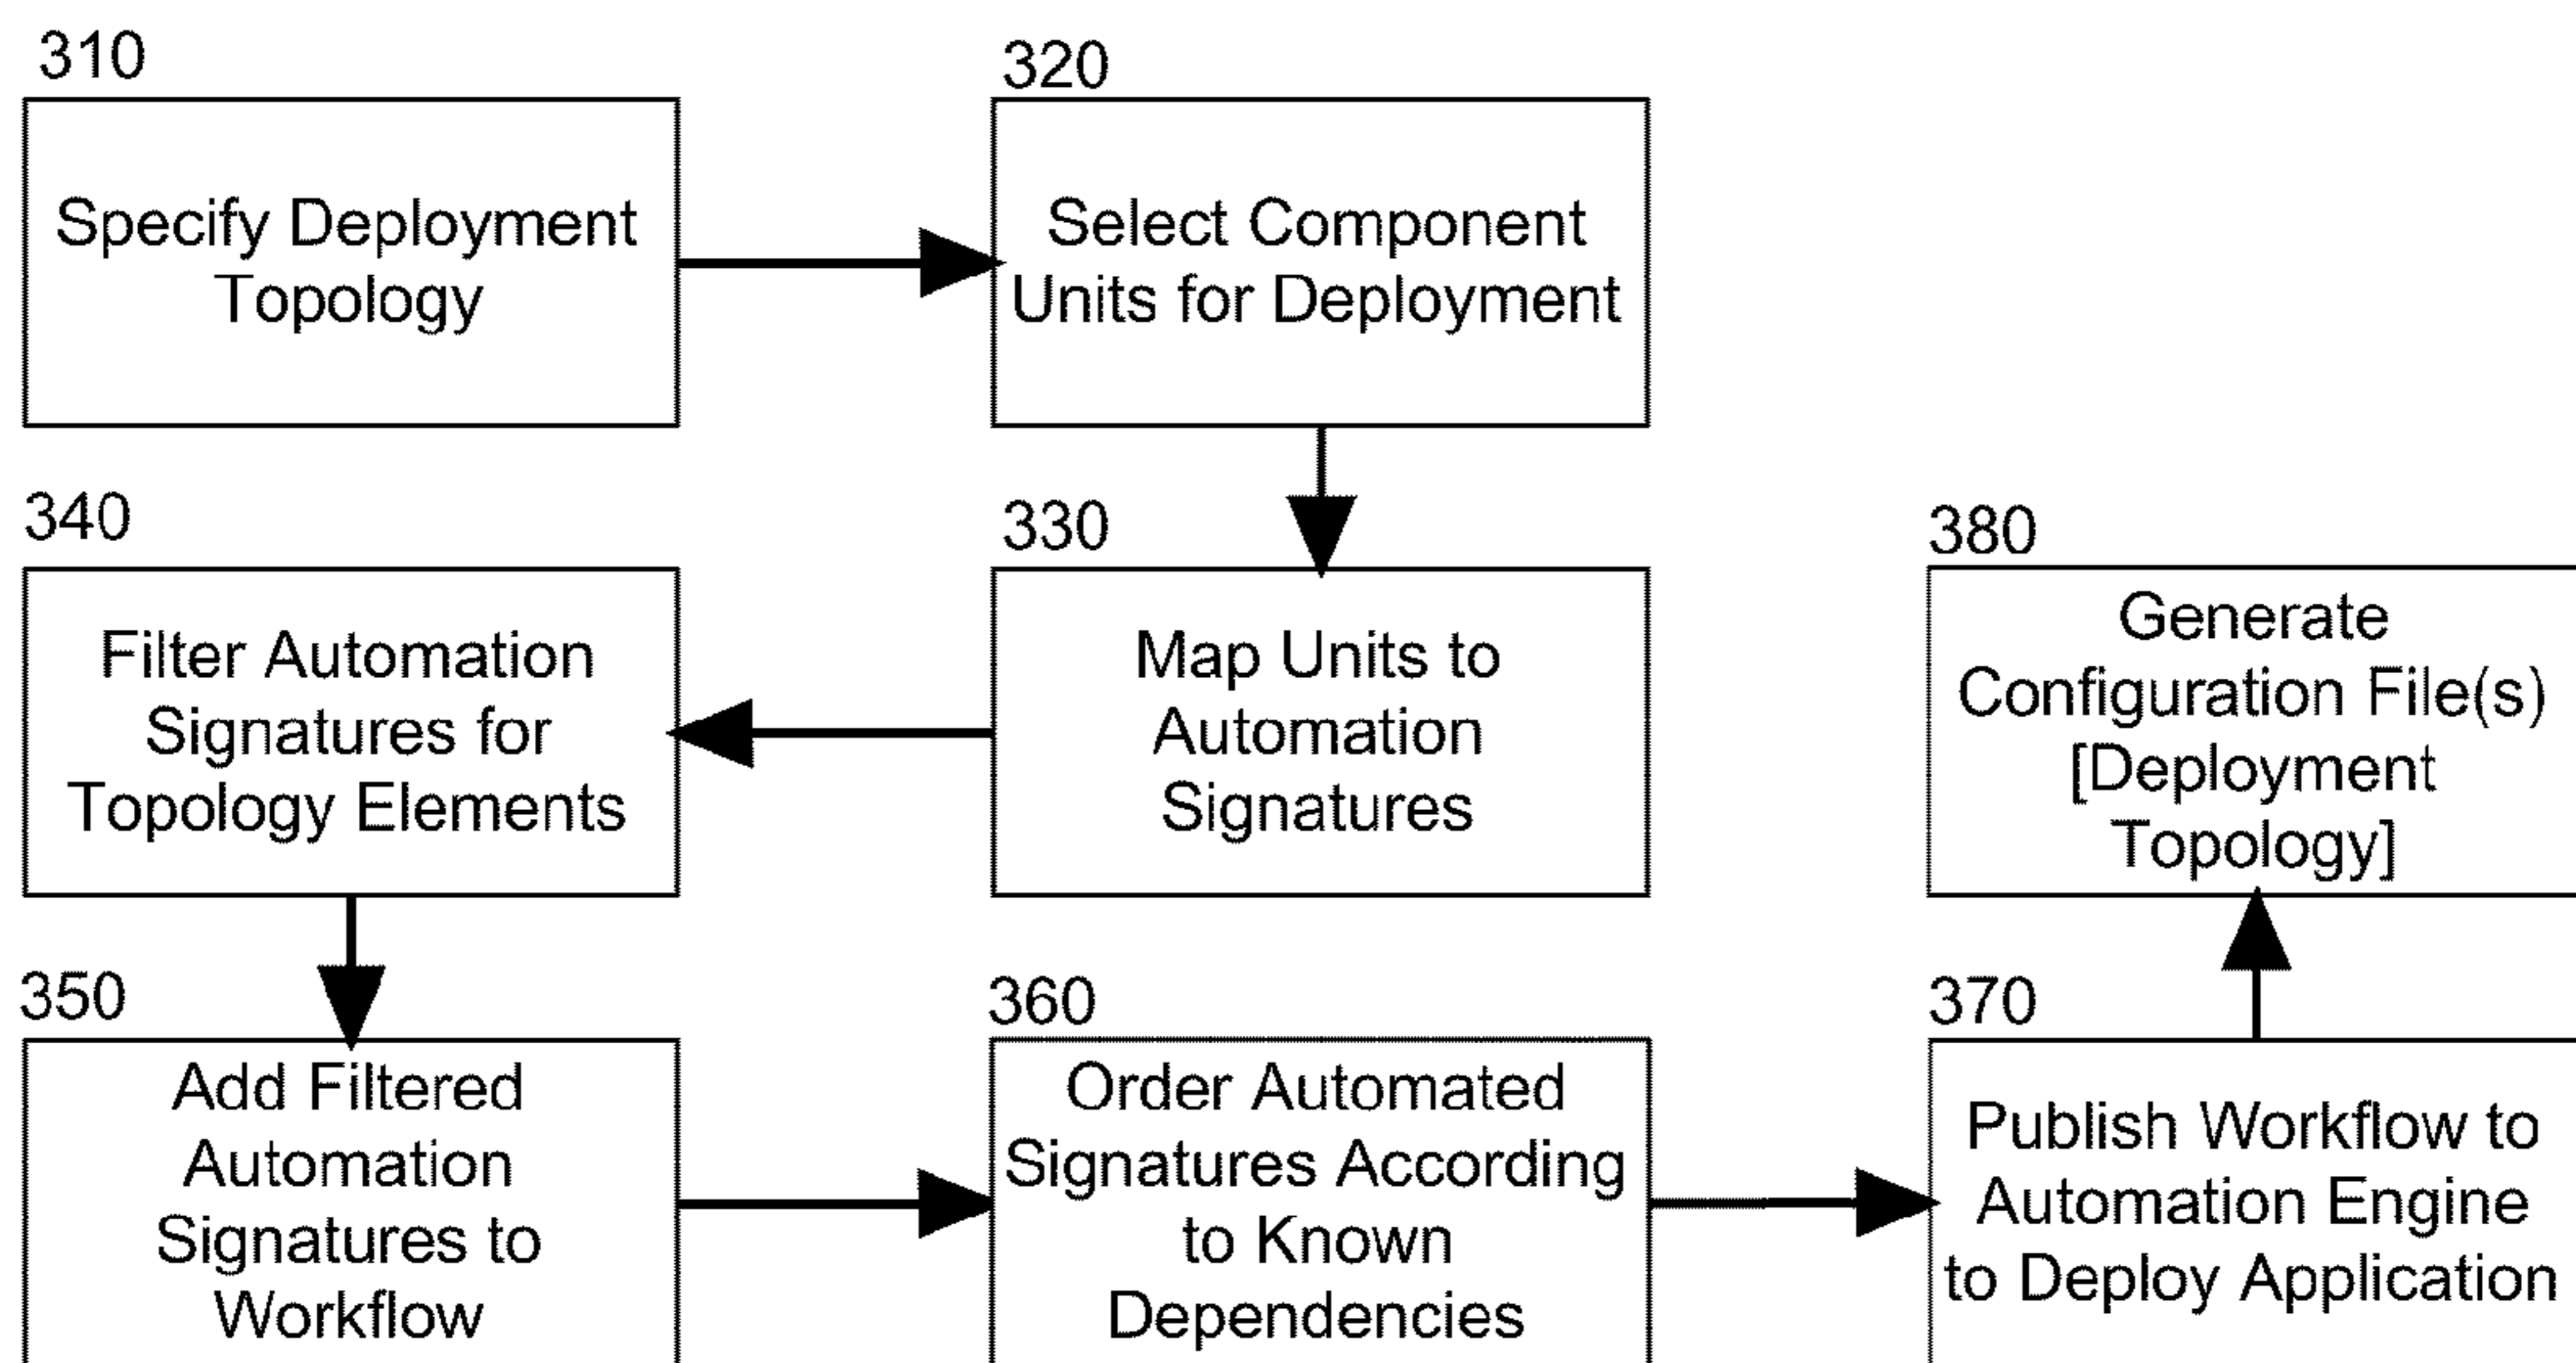 310
Specify Deployment
Topology
320
Select Component
Units for Deployment
330
Map Units to
Automation
Signatures
340
Filter Automation
Signatures for
Topology Elements
350
Add Filtered
Automation
Signatures to
Workflow
360
Order Automated
Signatures According
to Known
Dependencies
370
Publish Workflow to
Automation Engine
to Deploy Application
380
Generate
Configuration File(s)
[Deployment
Topology]